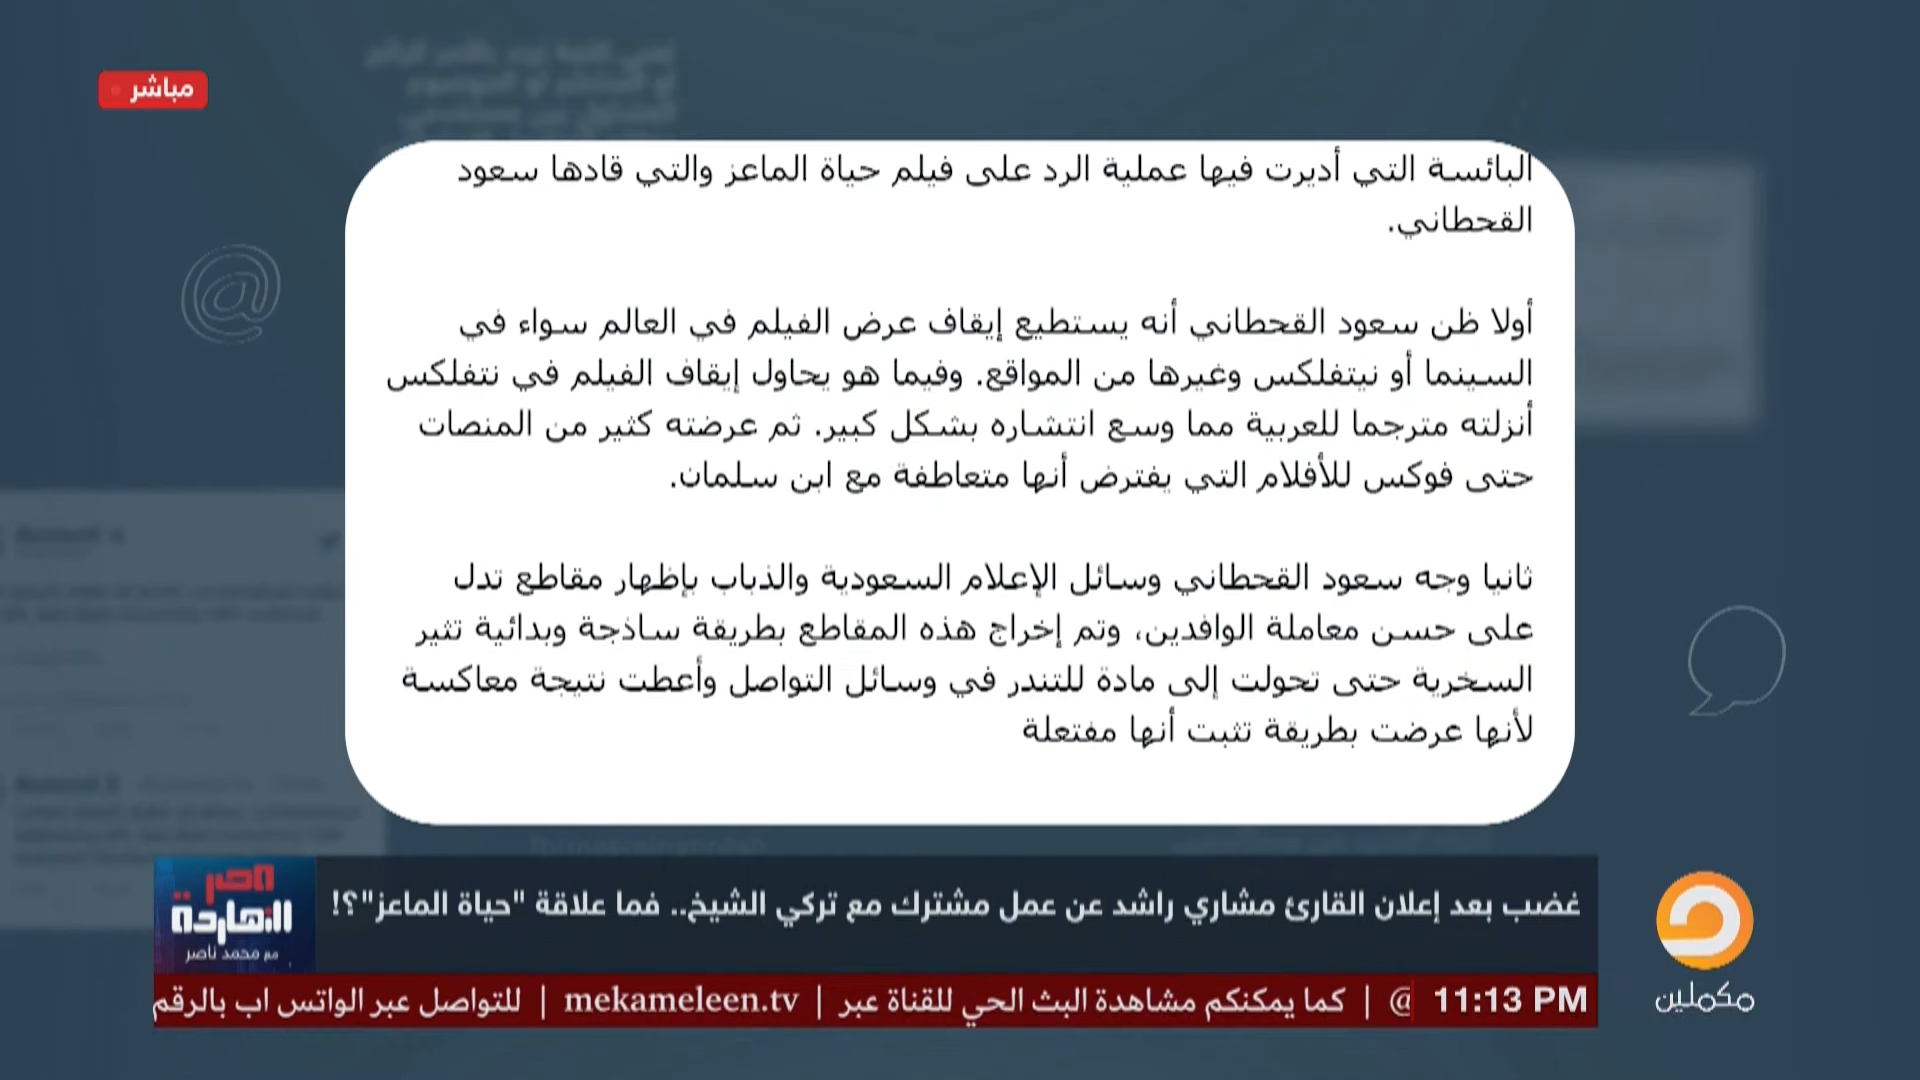 مباشر
البائسة التي أديرت فيها عملية الرد على فيلم حياة الماعز والتي قادها سعود
القحطاني.
أولا ظن سعود القحطاني أنه يستطيع إيقاف عرض الفيلم في العالم سواء في
السينما أو نيتفلكس وغيرها من المواقع. وفيما هو يحاول إيقاف الفيلم في نتفلكس
أنزلته مترجما للعربية مما وسع انتشاره بشكل كبير. ثم عرضته كثير من المنصات
حتى فوكس للأفلام التي يفترض أنها متعاطفة مع ابن سلمان.
ثانيا وجه سعود القحطاني وسائل الإعلام السعودية والذباب بإظهار مقاطع تدل
على حسن معاملة الوافدين، وتم إخراج هذه المقاطع بطريقة ساذجة وبدائية تثير
السخرية حتى تحولت إلى مادة للتندر في وسائل التواصل وأعطت نتيجة معاكسة
لأنها عرضت بطريقة تثبت أنها مفتعلة
غضب بعد إعلان القارئ مشاري راشد عن عمل مشترك مع تركي الشيخ.. فما علاقة "حياة الماعز"؟!
مصر
النهاردة
مع محمد ناصر
11:13 PM
@ | كما يمكنكم مشاهدة البث الحي للقناة عبر | mekameleen.tv | للتواصل عبر الواتس اب بالرقم
مكملين